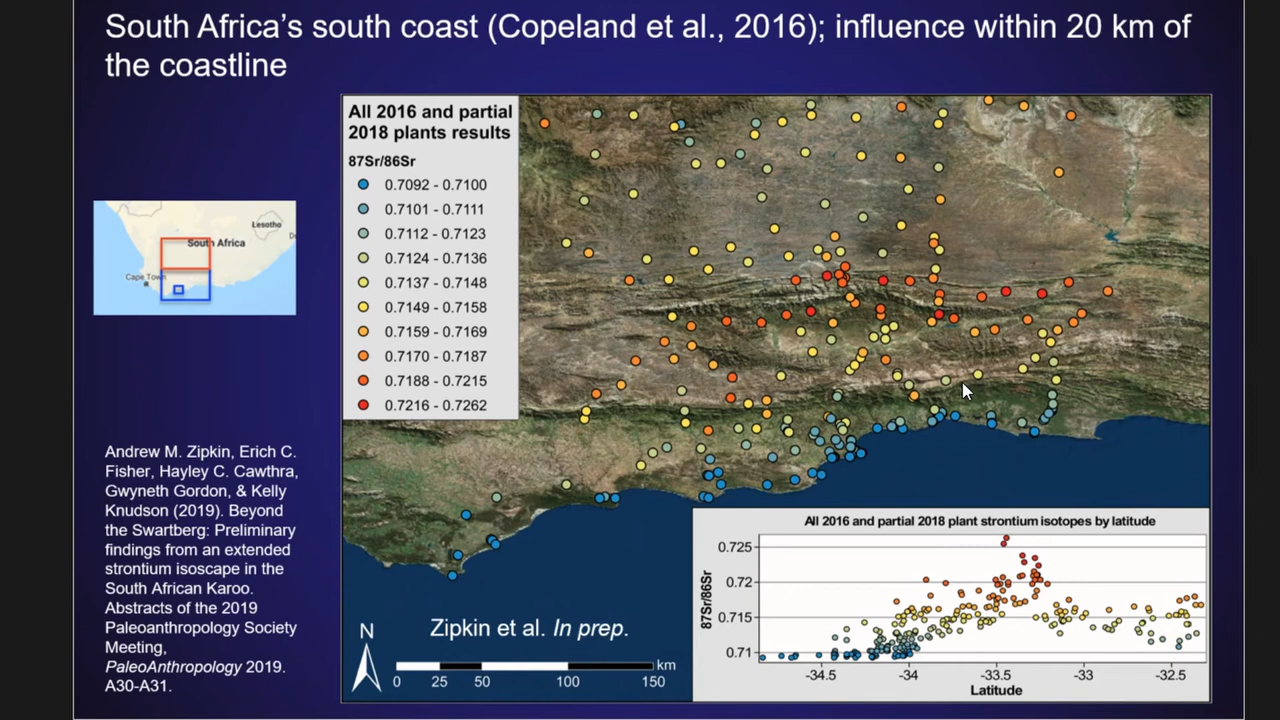 South Africa’s south coast (Copeland et al., 2016); influence within 20 km of
the coastline
All 2016 and partial
2018 plants results
87Sr/86Sr
0.7092 - 0.7100
0.7101 - 0.7111
0.7112 - 0.7123
0.7124 - 0.7136
0.7137 - 0.7148
0.7149 - 0.7158
0.7159 - 0.7169
0.7170 - 0.7187
0.7188 - 0.7215
0.7216 - 0.7262
Lesotho
South Africa
Cape Town
Andrew M. Zipkin, Erich C.
Fisher, Hayley C. Cawthra,
Gwyneth Gordon, & Kelly
Knudson (2019). Beyond
the Swartberg: Preliminary
findings from an extended
strontium isoscape in the
South African Karoo.
Abstracts of the 2019
Paleoanthropology Society
Meeting,
PaleoAnthropology 2019.
A30-A31.
N
Zipkin et al. In prep.
km
0 25 50 100 150
All 2016 and partial 2018 plant strontium isotopes by latitude
87Sr/86Sr
0.725
0.72
0.715
0.71
-34.5 -34 -33.5 -33 -32.5
Latitude